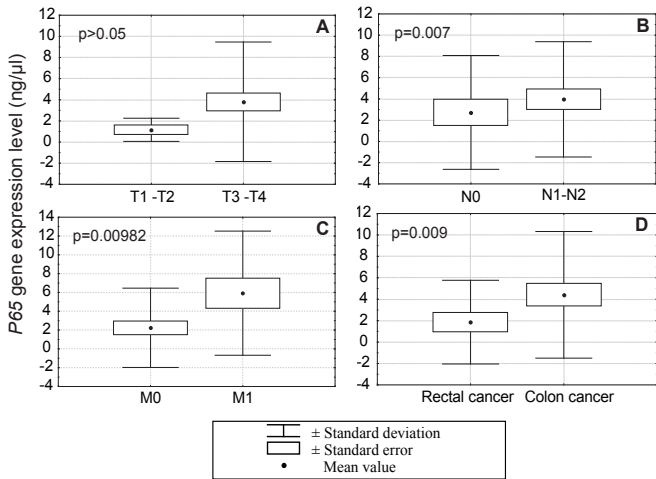 P65 gene expression level (ng/µl)
A
p>0.05
12
10
8
6
4
2
0
-2
-4
T1 -T2 T3 -T4
B
p=0.007
12
10
8
6
4
2
0
-2
-4
N0 N1-N2
C
p=0.00982
14
12
10
8
6
4
2
0
-2
-4
M0 M1
D
p=0.009
12
10
8
6
4
2
0
-2
-4
Rectal cancer Colon cancer
± Standard deviation
± Standard error
Mean value